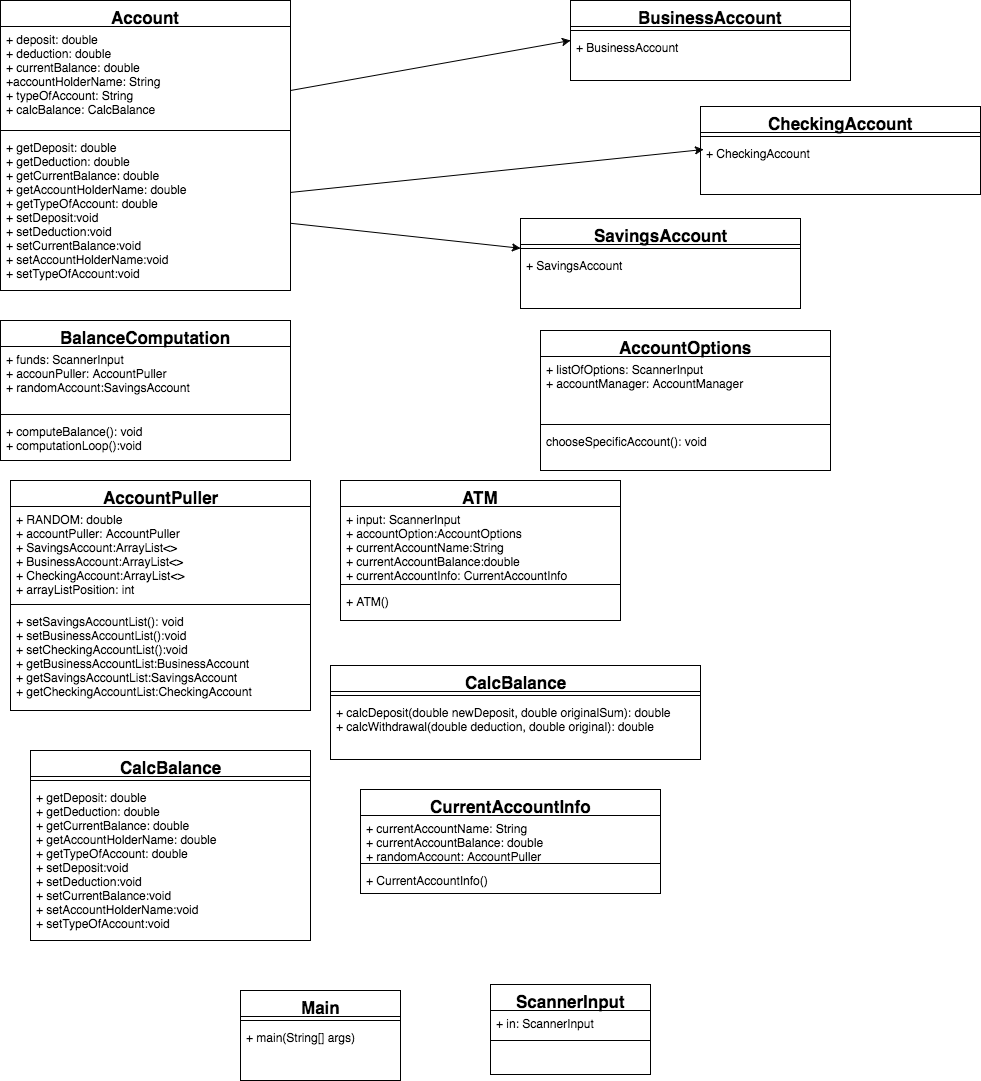 Account
+ deposit: double
+ deduction: double
+ currentBalance: double
+accountHolderName: String
+ typeOfAccount: String
+ calcBalance: CalcBalance
+ getDeposit: double
+ getDeduction: double
+ getCurrentBalance: double
+ getAccountHolderName: double
+ getTypeOfAccount: double
+ setDeposit:void
+ setDeduction:void
+ setCurrentBalance:void
+ setAccountHolderName:void
+ setTypeOfAccount:void
BusinessAccount
+ BusinessAccount
CheckingAccount
+ CheckingAccount
SavingsAccount
+ SavingsAccount
BalanceComputation
+ funds: ScannerInput
+ accounPuller: AccountPuller
+ randomAccount:SavingsAccount
+ computeBalance(): void
+ computationLoop():void
AccountOptions
+ listOfOptions: ScannerInput
+ accountManager: AccountManager
chooseSpecificAccount(): void
AccountPuller
+ RANDOM: double
+ accountPuller: AccountPuller
+ SavingsAccount:ArrayList<>
+ BusinessAccount:ArrayList<>
+ CheckingAccount:ArrayList<>
+ arrayListPosition: int
+ setSavingsAccountList(): void
+ setBusinessAccountList():void
+ setCheckingAccountList():void
+ getBusinessAccountList:BusinessAccount
+ getSavingsAccountList:SavingsAccount
+ getCheckingAccountList:CheckingAccount
ATM
+ input: ScannerInput
+ accountOption:AccountOptions
+ currentAccountName:String
+ currentAccountBalance:double
+ currentAccountInfo: CurrentAccountInfo
+ ATM()
CalcBalance
+ calcDeposit(double newDeposit, double originalSum): double
+ calcWithdrawal(double deduction, double original): double
CalcBalance
+ getDeposit: double
+ getDeduction: double
+ getCurrentBalance: double
+ getAccountHolderName: double
+ getTypeOfAccount: double
+ setDeposit:void
+ setDeduction:void
+ setCurrentBalance:void
+ setAccountHolderName:void
+ setTypeOfAccount:void
CurrentAccountInfo
+ currentAccountName: String
+ currentAccountBalance: double
+ randomAccount: AccountPuller
+ CurrentAccountInfo()
Main
+ main(String[] args)
ScannerInput
+ in: ScannerInput